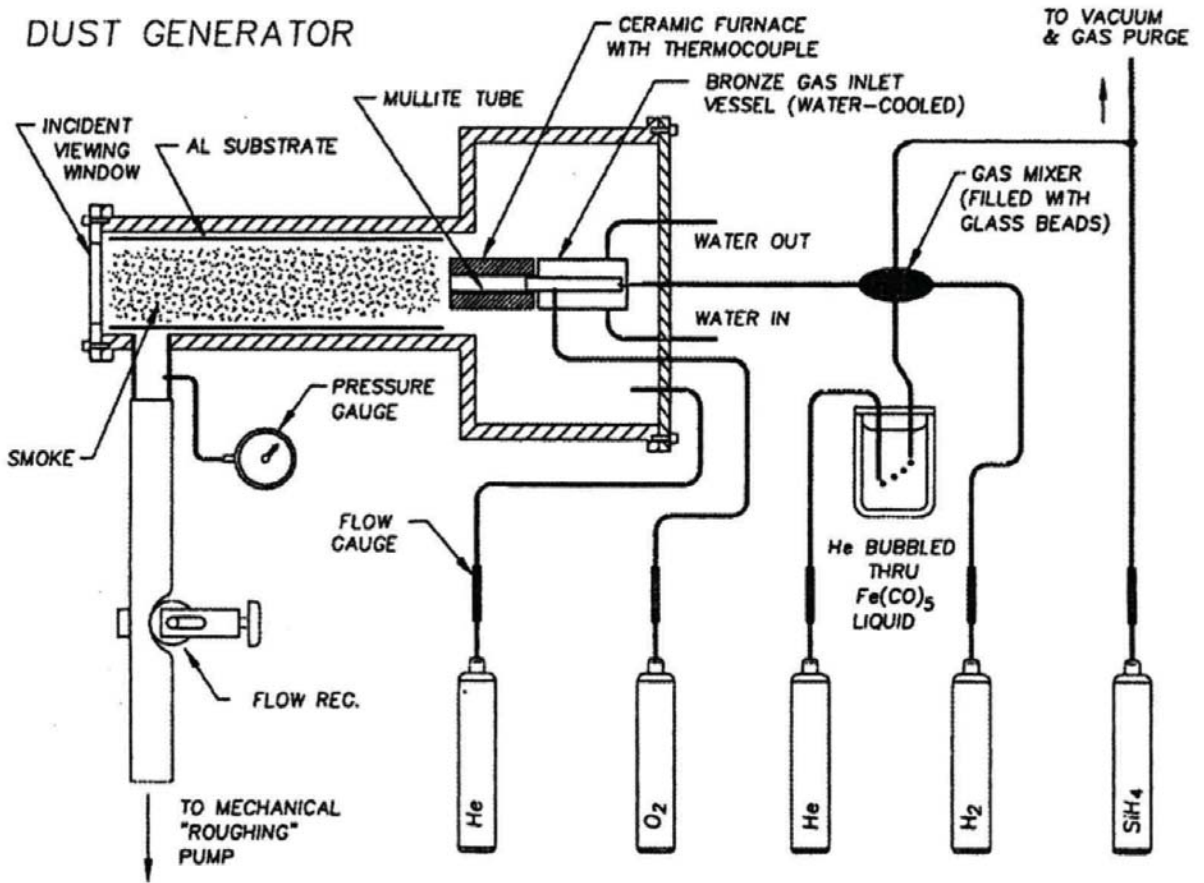 DUST GENERATOR
CERAMIC FURNACE
WITH THERMOCOUPLE
TO VACUUM
& GAS PURGE
MULLITE TUBE
BRONZE GAS INLET
VESSEL (WATER-COOLED)
INCIDENT
VIEWING
WINDOW
AL SUBSTRATE
GAS MIXER
(FILLED WITH
GLASS BEADS)
WATER OUT
WATER IN
PRESSURE
GAUGE
SMOKE
FLOW
GAUGE
He BUBBLED
THRU
Fe(CO)5
LIQUID
FLOW REG.
TO MECHANICAL
"ROUGHING"
PUMP
He
O2
He
H2
SiH4